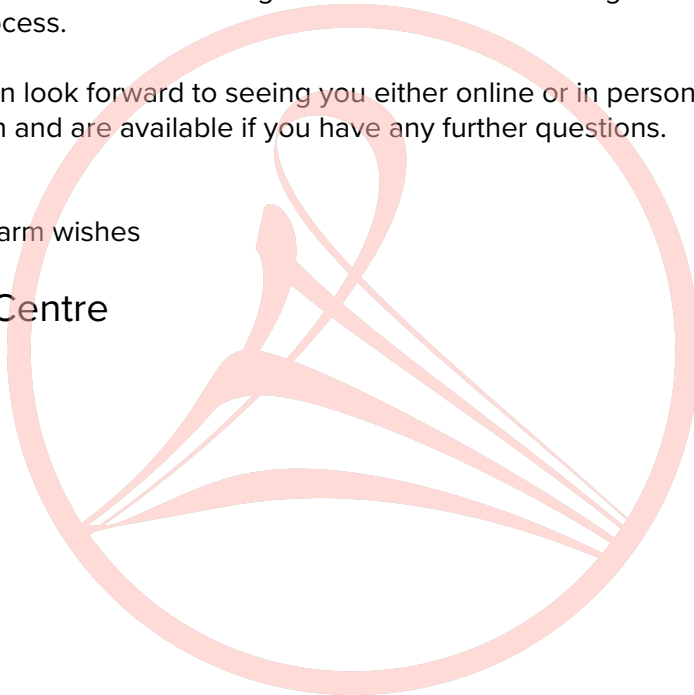 cess.
n look forward to seeing you either online or in person
and are available if you have any further questions.
arm wishes
Centre